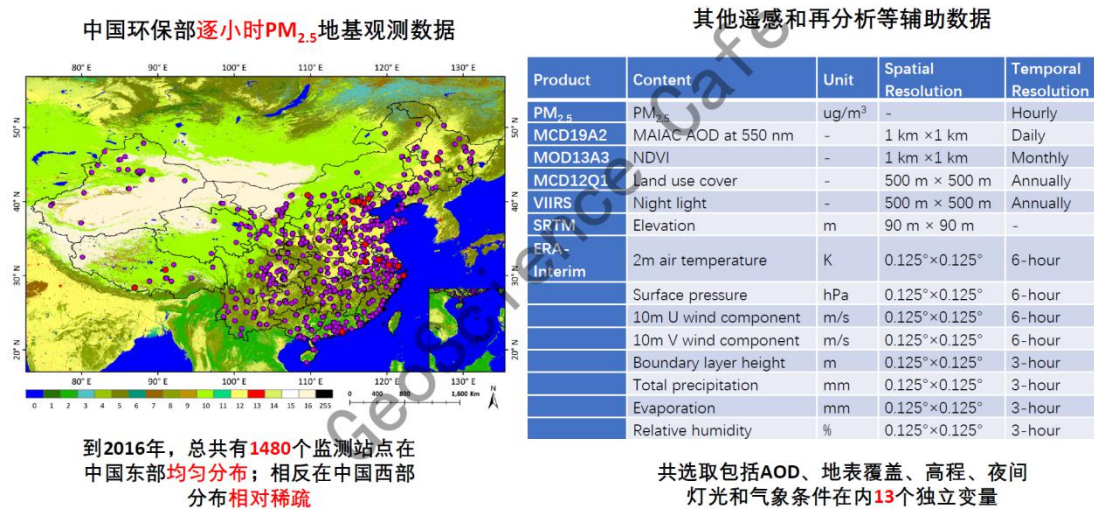 中国环保部逐小时PM2.5地基观测数据
80° E 90° E 100° E 110° E 120° E 130° E
50°N
40°N
30°N
20°N
50°N
40°N
30°N
20°N
80° E 90° E 100° E 110° E 120° E 130° E
0 1 2 3 4 5 6 7 8 9 10 11 12 13 14 15 16 255
0 400 800 1,600 Km
N
到2016年，总共有1480个监测站点在
中国东部均匀分布；相反在中国西部
分布相对稀疏
其他遥感和再分析等辅助数据
Product Content Unit Spatial Resolution Temporal Resolution
PM2.5 PM2.5 ug/m³ - Hourly
MCD19A2 MAIAC AOD at 550 nm - 1 km ×1 km Daily
MOD13A3 NDVI - 1 km ×1 km Monthly
MCD12Q1 Land use cover - 500 m × 500 m Annually
VIIRS Night light - 500 m × 500 m Annually
SRTM Elevation m 90 m × 90 m -
ERA-Interim 2m air temperature K 0.125°×0.125° 6-hour
Surface pressure hPa 0.125°×0.125° 6-hour
10m U wind component m/s 0.125°×0.125° 6-hour
10m V wind component m/s 0.125°×0.125° 6-hour
Boundary layer height m 0.125°×0.125° 3-hour
Total precipitation mm 0.125°×0.125° 3-hour
Evaporation mm 0.125°×0.125° 3-hour
Relative humidity % 0.125°×0.125° 3-hour
共选取包括AOD、地表覆盖、高程、夜间
灯光和气象条件在内13个独立变量
GeoScience Cafe